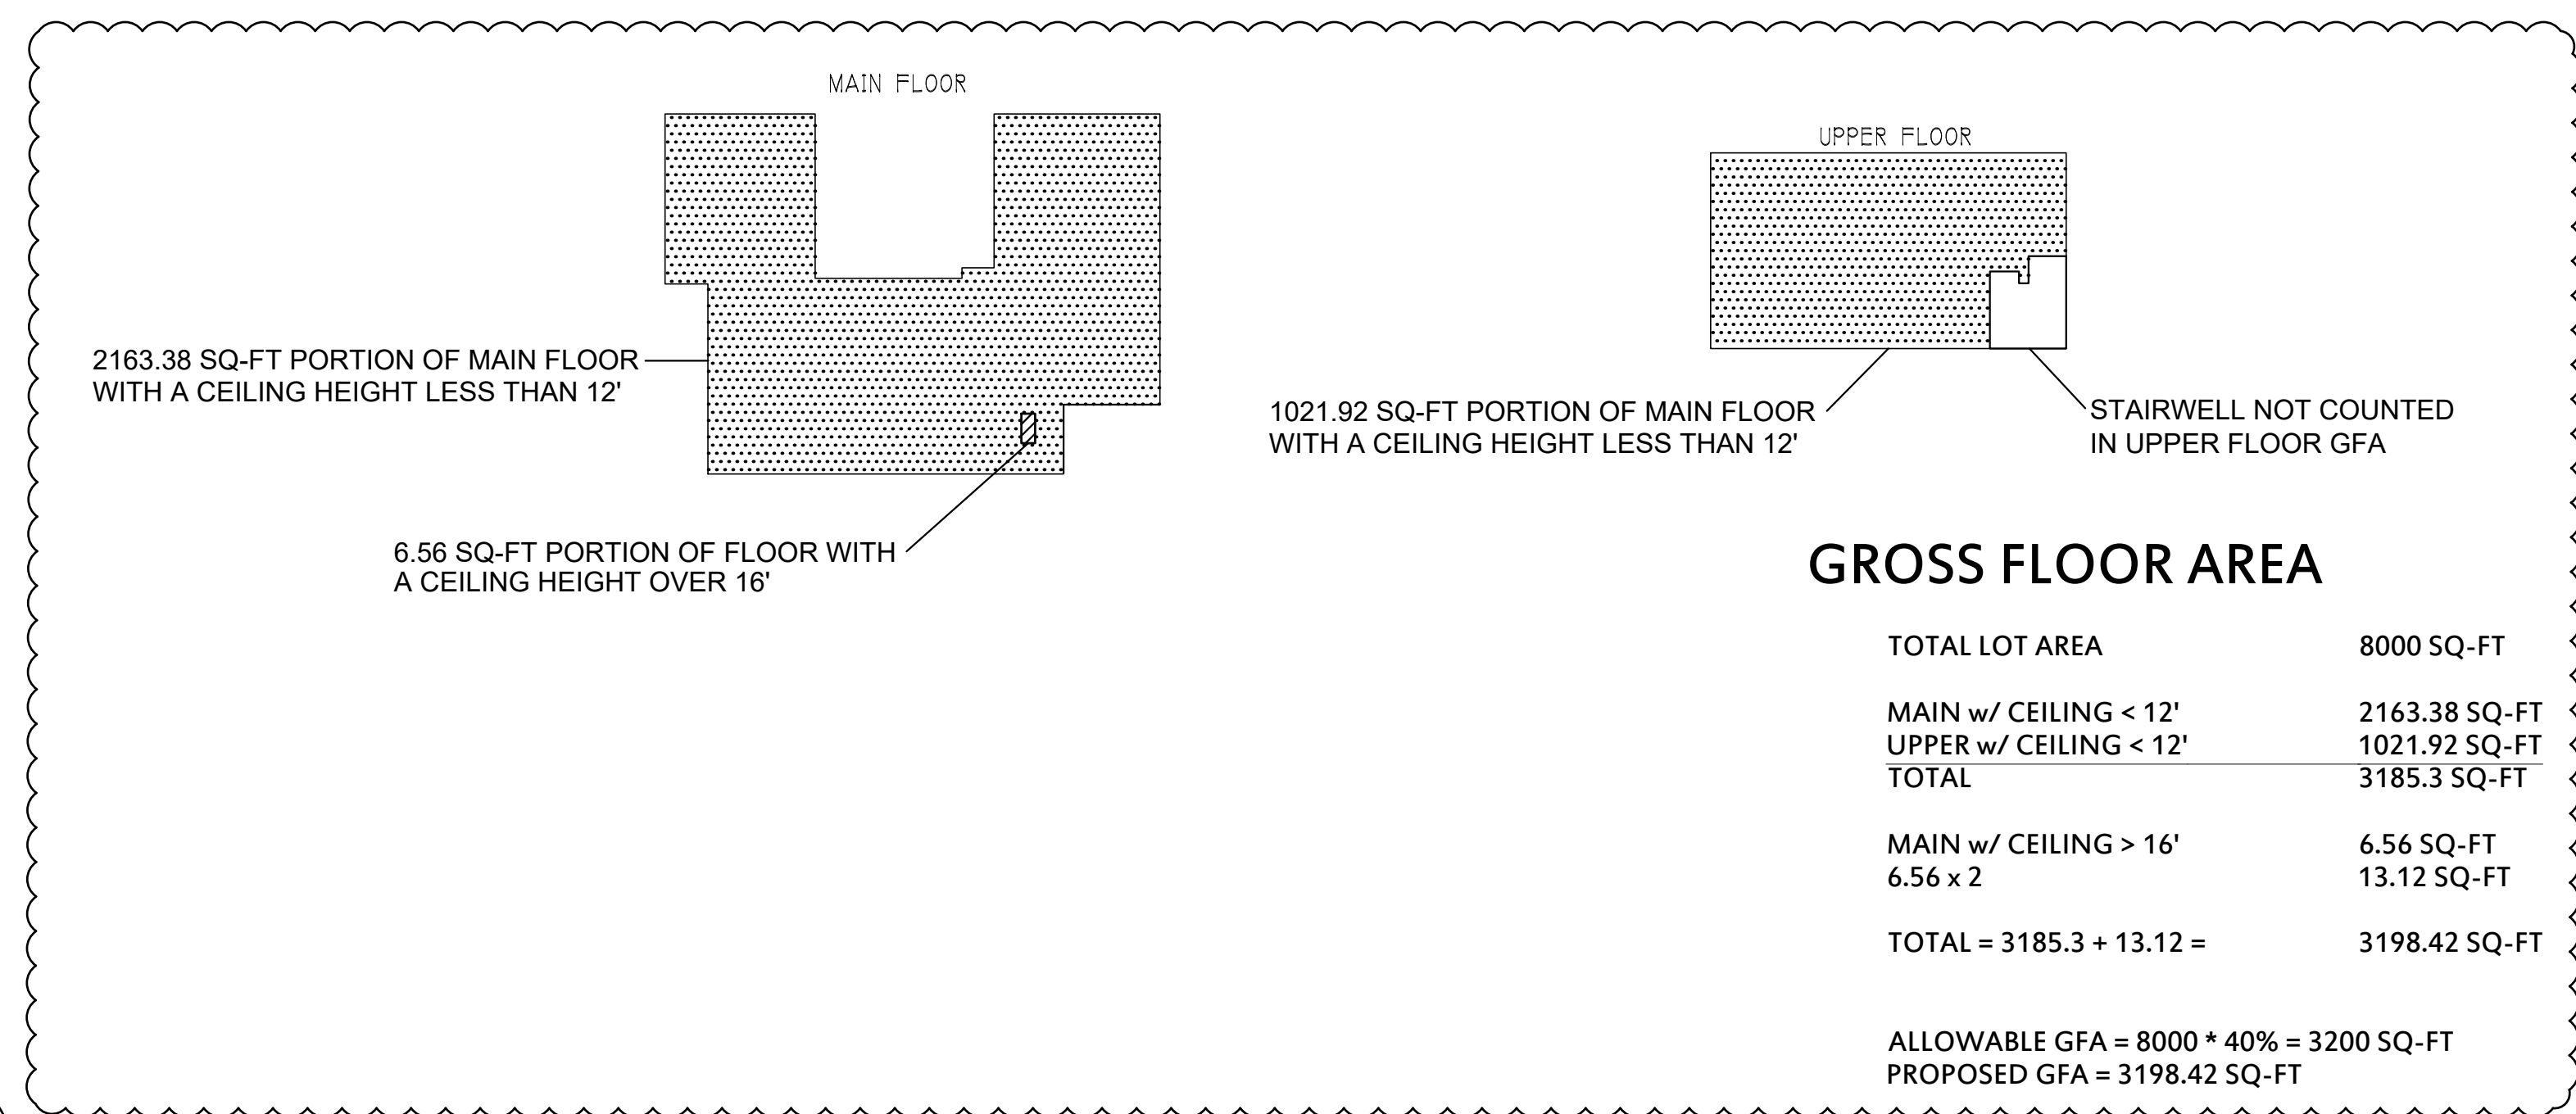 MAIN FLOOR
UPPER FLOOR
2163.38 SQ-FT PORTION OF MAIN FLOOR
WITH A CEILING HEIGHT LESS THAN 12'
1021.92 SQ-FT PORTION OF MAIN FLOOR
WITH A CEILING HEIGHT LESS THAN 12'
STAIRWELL NOT COUNTED
IN UPPER FLOOR GFA
6.56 SQ-FT PORTION OF FLOOR WITH
A CEILING HEIGHT OVER 16'
GROSS FLOOR AREA
TOTAL LOT AREA 8000 SQ-FT
MAIN w/ CEILING < 12' 2163.38 SQ-FT
UPPER w/ CEILING < 12' 1021.92 SQ-FT
TOTAL 3185.3 SQ-FT
MAIN w/ CEILING > 16' 6.56 SQ-FT
6.56 x 2 13.12 SQ-FT
TOTAL = 3185.3 + 13.12 = 3198.42 SQ-FT
ALLOWABLE GFA = 8000 * 40% = 3200 SQ-FT
PROPOSED GFA = 3198.42 SQ-FT